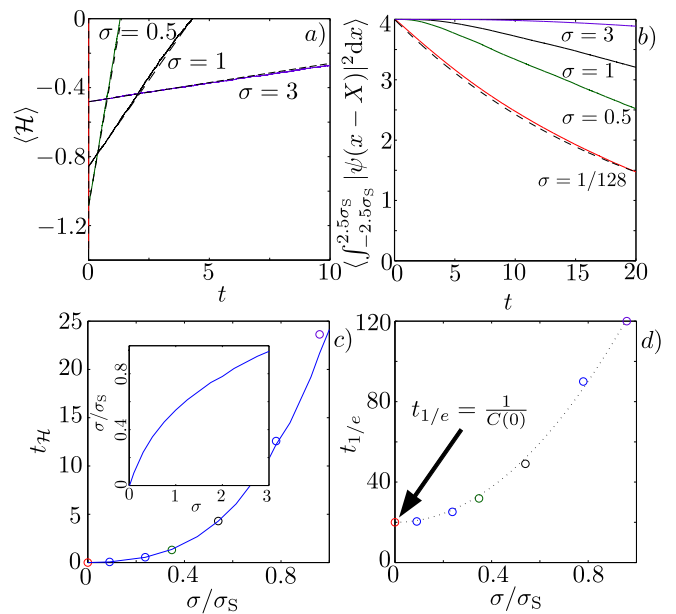 0
−0.4
−0.8
−1.2
⟨ℋ⟩
0
5
10
t
σ = 0.5
σ = 1
σ = 3
a)
4
3
2
1
0
⟨∫_{−2.5σ_S}^{2.5σ_S} |ψ(x − X)|²dx⟩
0
5
10
15
20
t
b)
σ = 3
σ = 1
σ = 0.5
σ = 1/128
25
20
15
10
5
0
t_ℋ
0
0.4
0.8
σ/σ_S
c)
0.8
0.4
0
σ/σ_S
0
1
2
3
σ
120
80
40
0
t_{1/e}
0
0.4
0.8
σ/σ_S
d)
t_{1/e} = \frac{1}{C(0)}